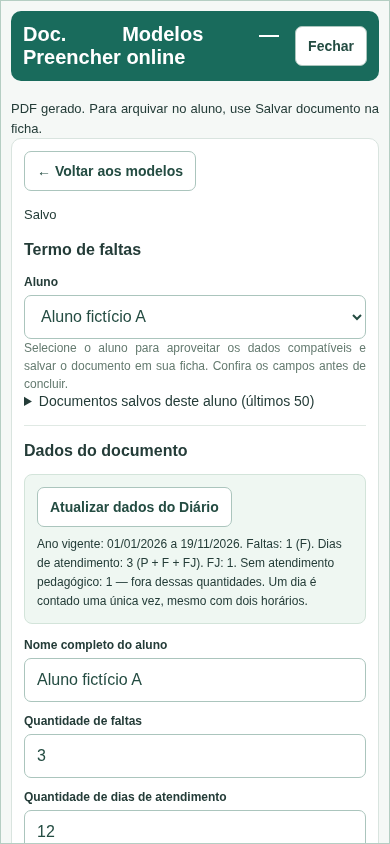 Doc. Modelos —
Preencher online
Fechar
PDF gerado. Para arquivar no aluno, use Salvar documento na
ficha.
← Voltar aos modelos
Salvo
Termo de faltas
Aluno
Aluno fictício A
Selecione o aluno para aproveitar os dados compatíveis e
salvar o documento em sua ficha. Confira os campos antes de
concluir.
▶ Documentos salvos deste aluno (últimos 50)
Dados do documento
Atualizar dados do Diário
Ano vigente: 01/01/2026 a 19/11/2026. Faltas: 1 (F). Dias
de atendimento: 3 (P + F + FJ). FJ: 1. Sem atendimento
pedagógico: 1 — fora dessas quantidades. Um dia é
contado uma única vez, mesmo com dois horários.
Nome completo do aluno
Aluno fictício A
Quantidade de faltas
3
Quantidade de dias de atendimento
12